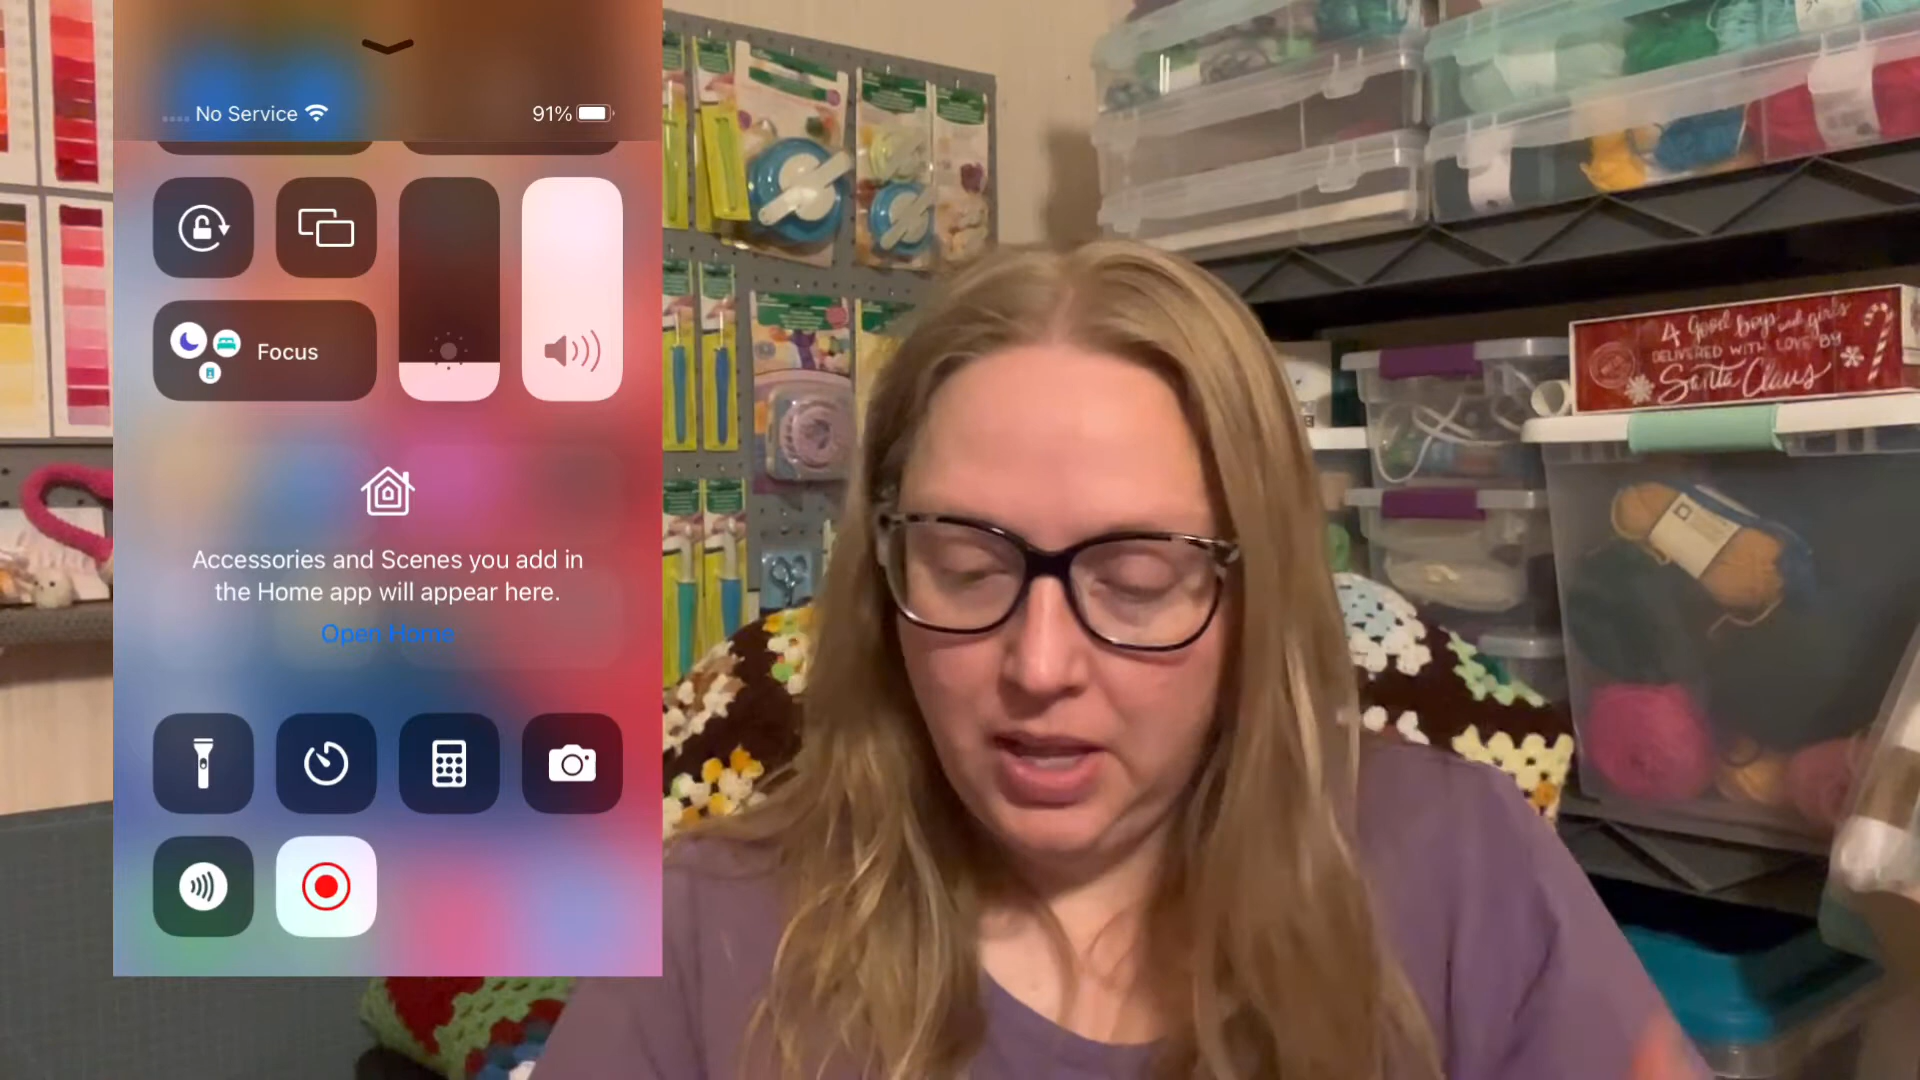 No Service
91%
Focus
Accessories and Scenes you add in
the Home app will appear here.
Open Home
4 Good boys and girls
DELIVERED WITH LOVE BY
Santa Claus